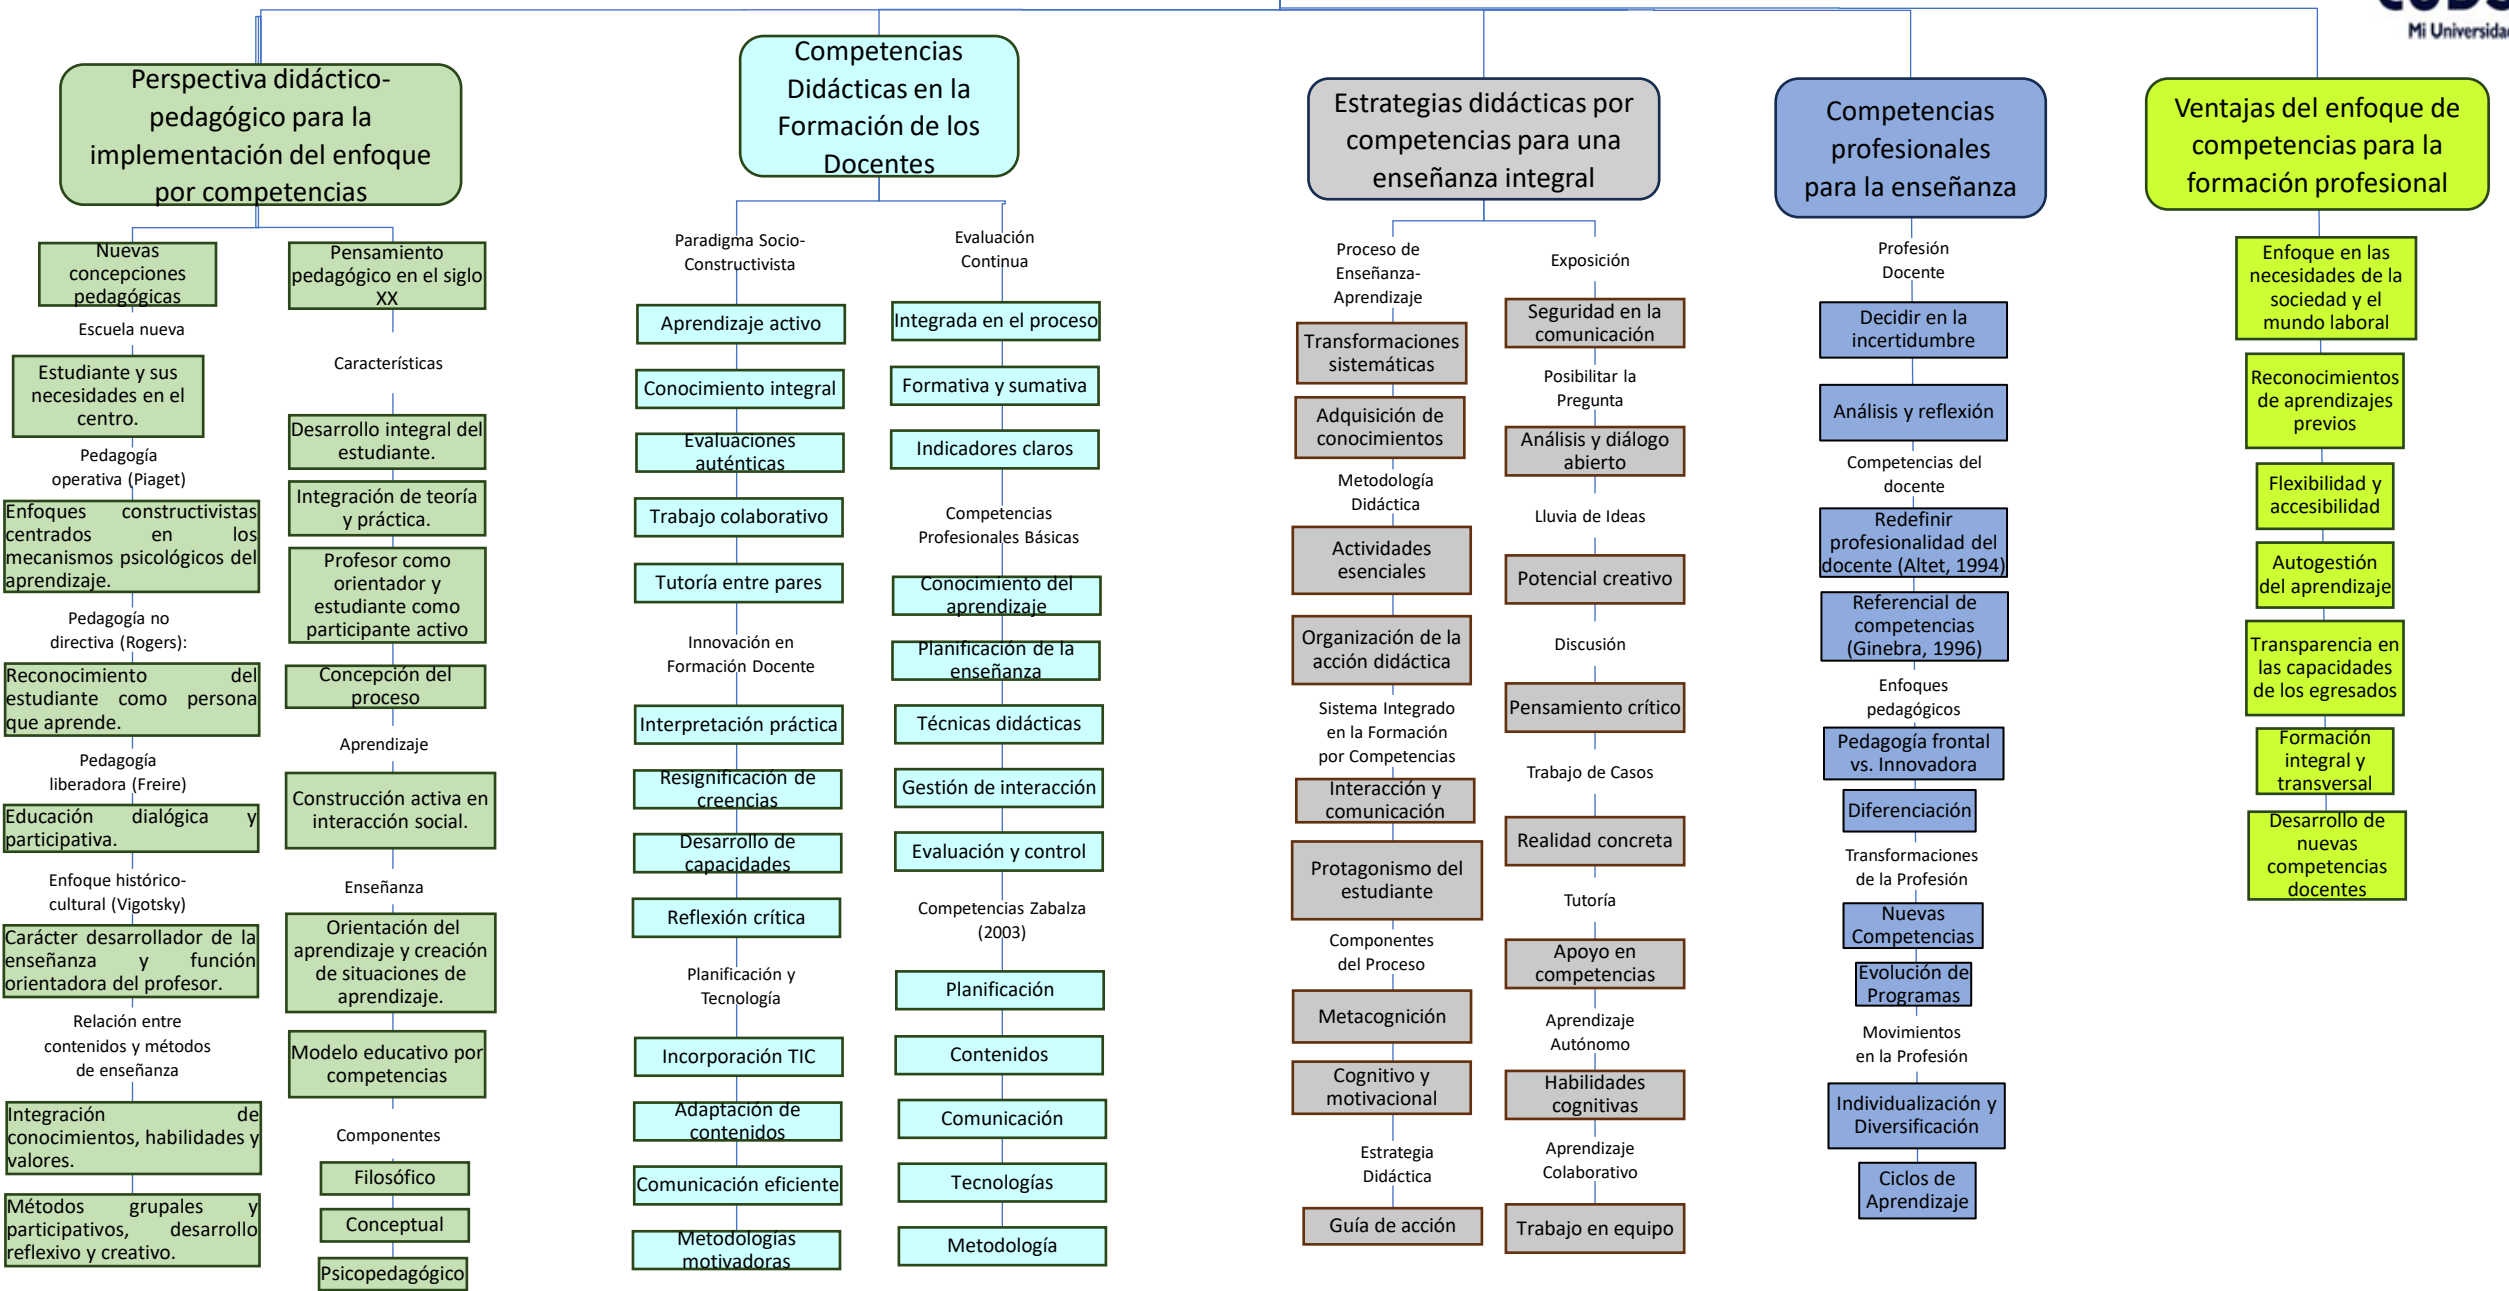 Mi Universidad
Perspectiva didáctico-
pedagógico para la
implementación del enfoque
por competencias
Nuevas
concepciones
pedagógicas
Escuela nueva
Estudiante y sus
necesidades en el
centro.
Pedagogía
operativa (Piaget)
Enfoques constructivistas
centrados en los
mecanismos psicológicos del
aprendizaje.
Pedagogía no
directiva (Rogers):
Reconocimiento del
estudiante como persona
que aprende.
Pedagogía
liberadora (Freire)
Educación dialógica y
participativa.
Enfoque histórico-
cultural (Vigotsky)
Carácter desarrollador de la
enseñanza y función
orientadora del profesor.
Relación entre
contenidos y métodos
de enseñanza
Integración de
conocimientos, habilidades y
valores.
Métodos grupales y
participativos, desarrollo
reflexivo y creativo.
Pensamiento
pedagógico en el siglo
XX
Características
Desarrollo integral del
estudiante.
Integración de teoría
y práctica.
Profesor como
orientador y
estudiante como
participante activo
Concepción del
proceso
Aprendizaje
Construcción activa en
interacción social.
Enseñanza
Orientación del
aprendizaje y creación
de situaciones de
aprendizaje.
Modelo educativo por
competencias
Componentes
Filosófico
Conceptual
Psicopedagógico
Competencias
Didácticas en la
Formación de los
Docentes
Paradigma Socio-
Constructivista
Aprendizaje activo
Conocimiento integral
Evaluaciones
auténticas
Trabajo colaborativo
Tutoría entre pares
Innovación en
Formación Docente
Interpretación práctica
Resignificación de
creencias
Desarrollo de
capacidades
Reflexión crítica
Planificación y
Tecnología
Incorporación TIC
Adaptación de
contenidos
Comunicación eficiente
Metodologías
motivadoras
Evaluación
Continua
Integrada en el proceso
Formativa y sumativa
Indicadores claros
Competencias
Profesionales Básicas
Conocimiento del
aprendizaje
Planificación de la
enseñanza
Técnicas didácticas
Gestión de interacción
Evaluación y control
Competencias Zabalza
(2003)
Planificación
Contenidos
Comunicación
Tecnologías
Metodología
Estrategias didácticas por
competencias para una
enseñanza integral
Proceso de
Enseñanza-
Aprendizaje
Transformaciones
sistemáticas
Adquisición de
conocimientos
Metodología
Didáctica
Actividades
esenciales
Organización de la
acción didáctica
Sistema Integrado
en la Formación
por Competencias
Interacción y
comunicación
Protagonismo del
estudiante
Componentes
del Proceso
Metacognición
Cognitivo y
motivacional
Estrategia
Didáctica
Guía de acción
Exposición
Seguridad en la
comunicación
Posibilitar la
Pregunta
Análisis y diálogo
abierto
Lluvia de Ideas
Potencial creativo
Discusión
Pensamiento crítico
Trabajo de Casos
Realidad concreta
Tutoría
Apoyo en
competencias
Aprendizaje
Autónomo
Habilidades
cognitivas
Aprendizaje
Colaborativo
Trabajo en equipo
Competencias
profesionales
para la enseñanza
Profesión
Docente
Decidir en la
incertidumbre
Análisis y reflexión
Competencias del
docente
Redefinir
profesionalidad del
docente (Altet, 1994)
Referencial de
competencias
(Ginebra, 1996)
Enfoques
pedagógicos
Pedagogía frontal
vs. Innovadora
Diferenciación
Transformaciones
de la Profesión
Nuevas
Competencias
Evolución de
Programas
Movimientos
en la Profesión
Individualización y
Diversificación
Ciclos de
Aprendizaje
Ventajas del enfoque de
competencias para la
formación profesional
Enfoque en las
necesidades de la
sociedad y el
mundo laboral
Reconocimientos
de aprendizajes
previos
Flexibilidad y
accesibilidad
Autogestión
del aprendizaje
Transparencia en
las capacidades
de los egresados
Formación
integral y
transversal
Desarrollo de
nuevas
competencias
docentes